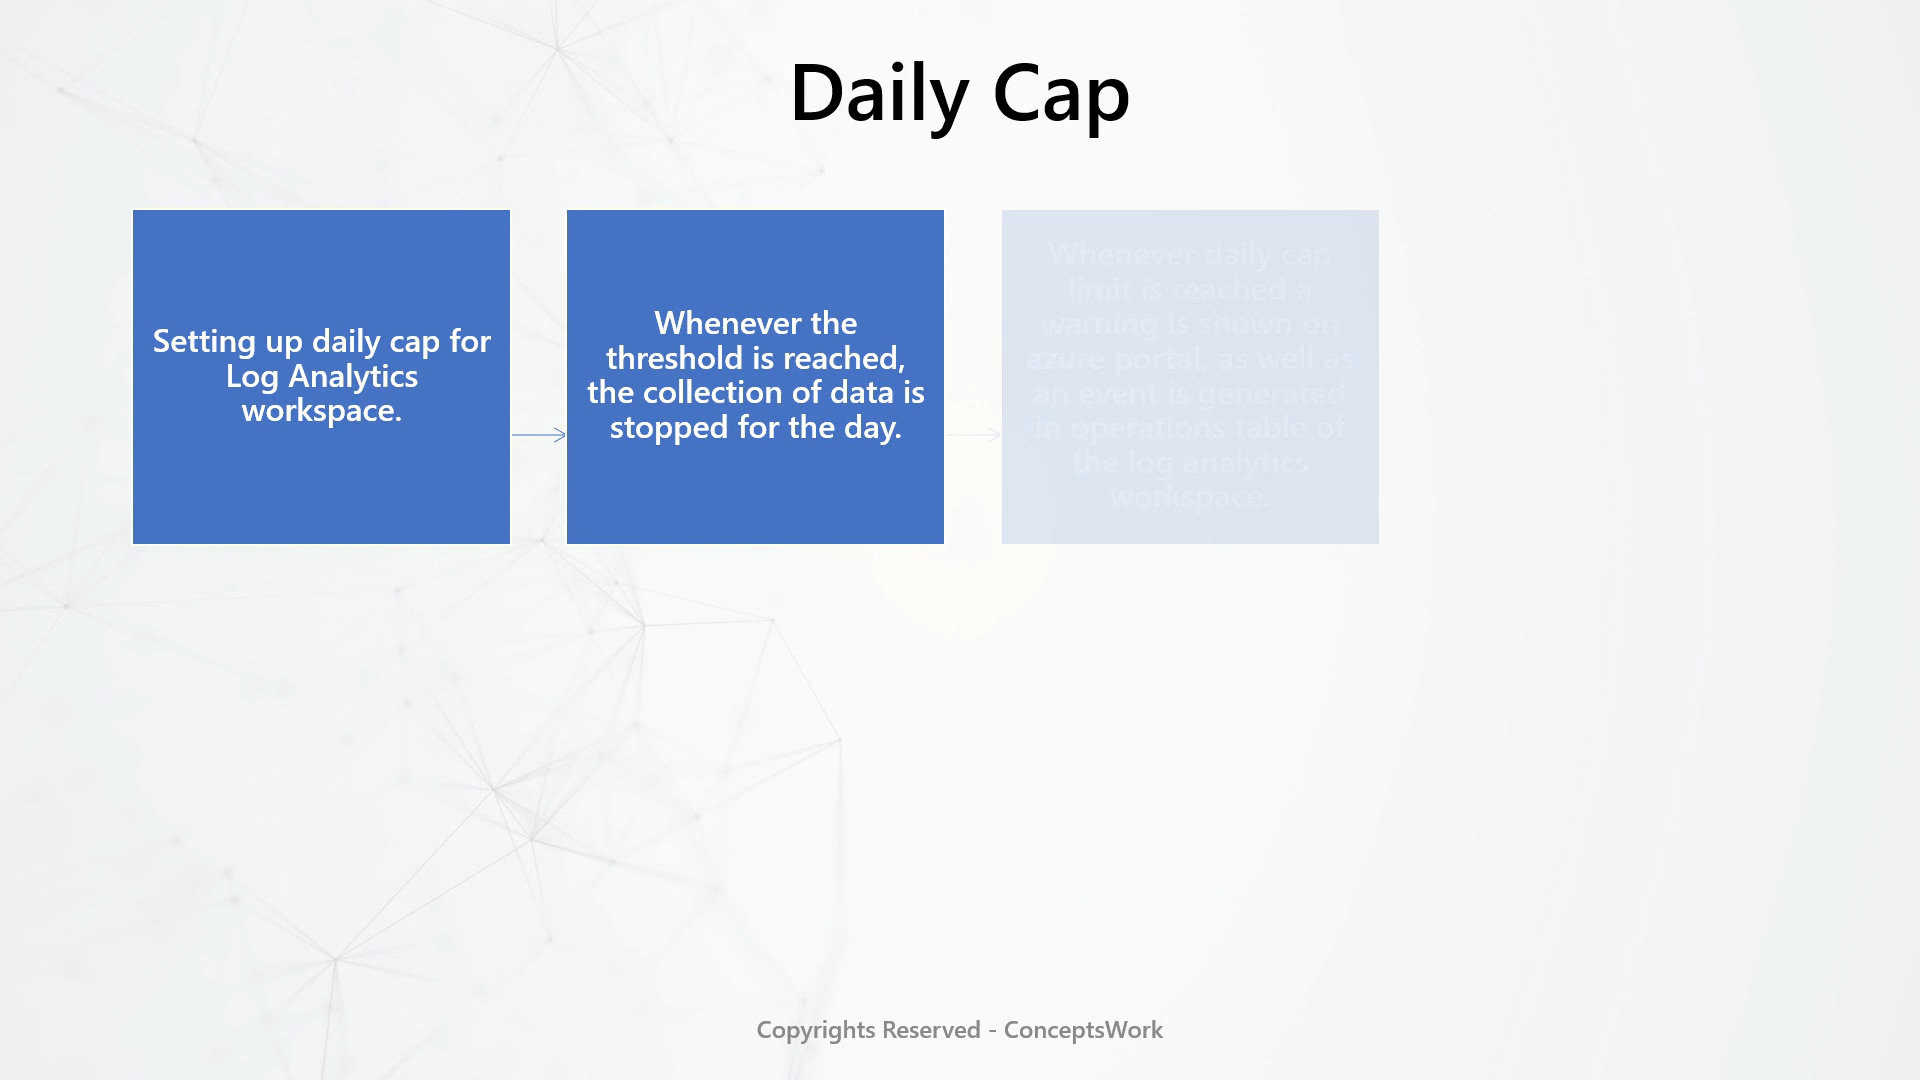 Daily Cap
Setting up daily cap for
Log Analytics
workspace.
Whenever the
threshold is reached,
the collection of data is
stopped for the day.
Whenever daily cap
limit is reached a
warning is shown on
azure portal, as well as
an event is generated
in operations table of
the log analytics
workspace.
Copyrights Reserved - ConceptsWork